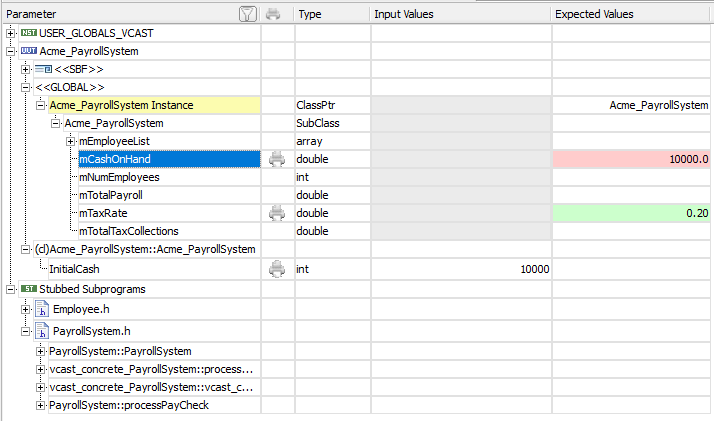 Parameter Type Input Values Expected Values
NST USER_GLOBALS_VCAST
UUT Acme_PayrollSystem
<<SBF>>
<<GLOBAL>>
Acme_PayrollSystem Instance ClassPtr Acme_PayrollSystem
Acme_PayrollSystem SubClass
mEmployeeList array
mCashOnHand double 10000.0
mNumEmployees int
mTotalPayroll double
mTaxRate double 0.20
mTotalTaxCollections double
(cl)Acme_PayrollSystem::Acme_PayrollSystem
InitialCash int 10000
ST Stubbed Subprograms
h Employee.h
h PayrollSystem.h
PayrollSystem::PayrollSystem
vcast_concrete_PayrollSystem::process...
vcast_concrete_PayrollSystem::vcast_c...
PayrollSystem::processPayCheck